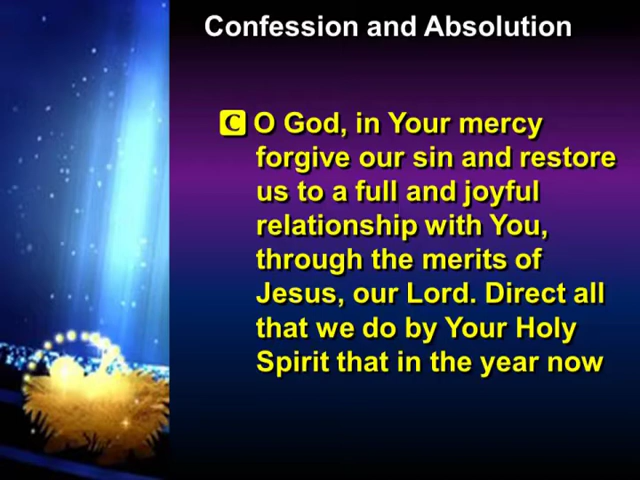 Confession and Absolution
C O God, in Your mercy
forgive our sin and restore
us to a full and joyful
relationship with You,
through the merits of
Jesus, our Lord. Direct all
that we do by Your Holy
Spirit that in the year now